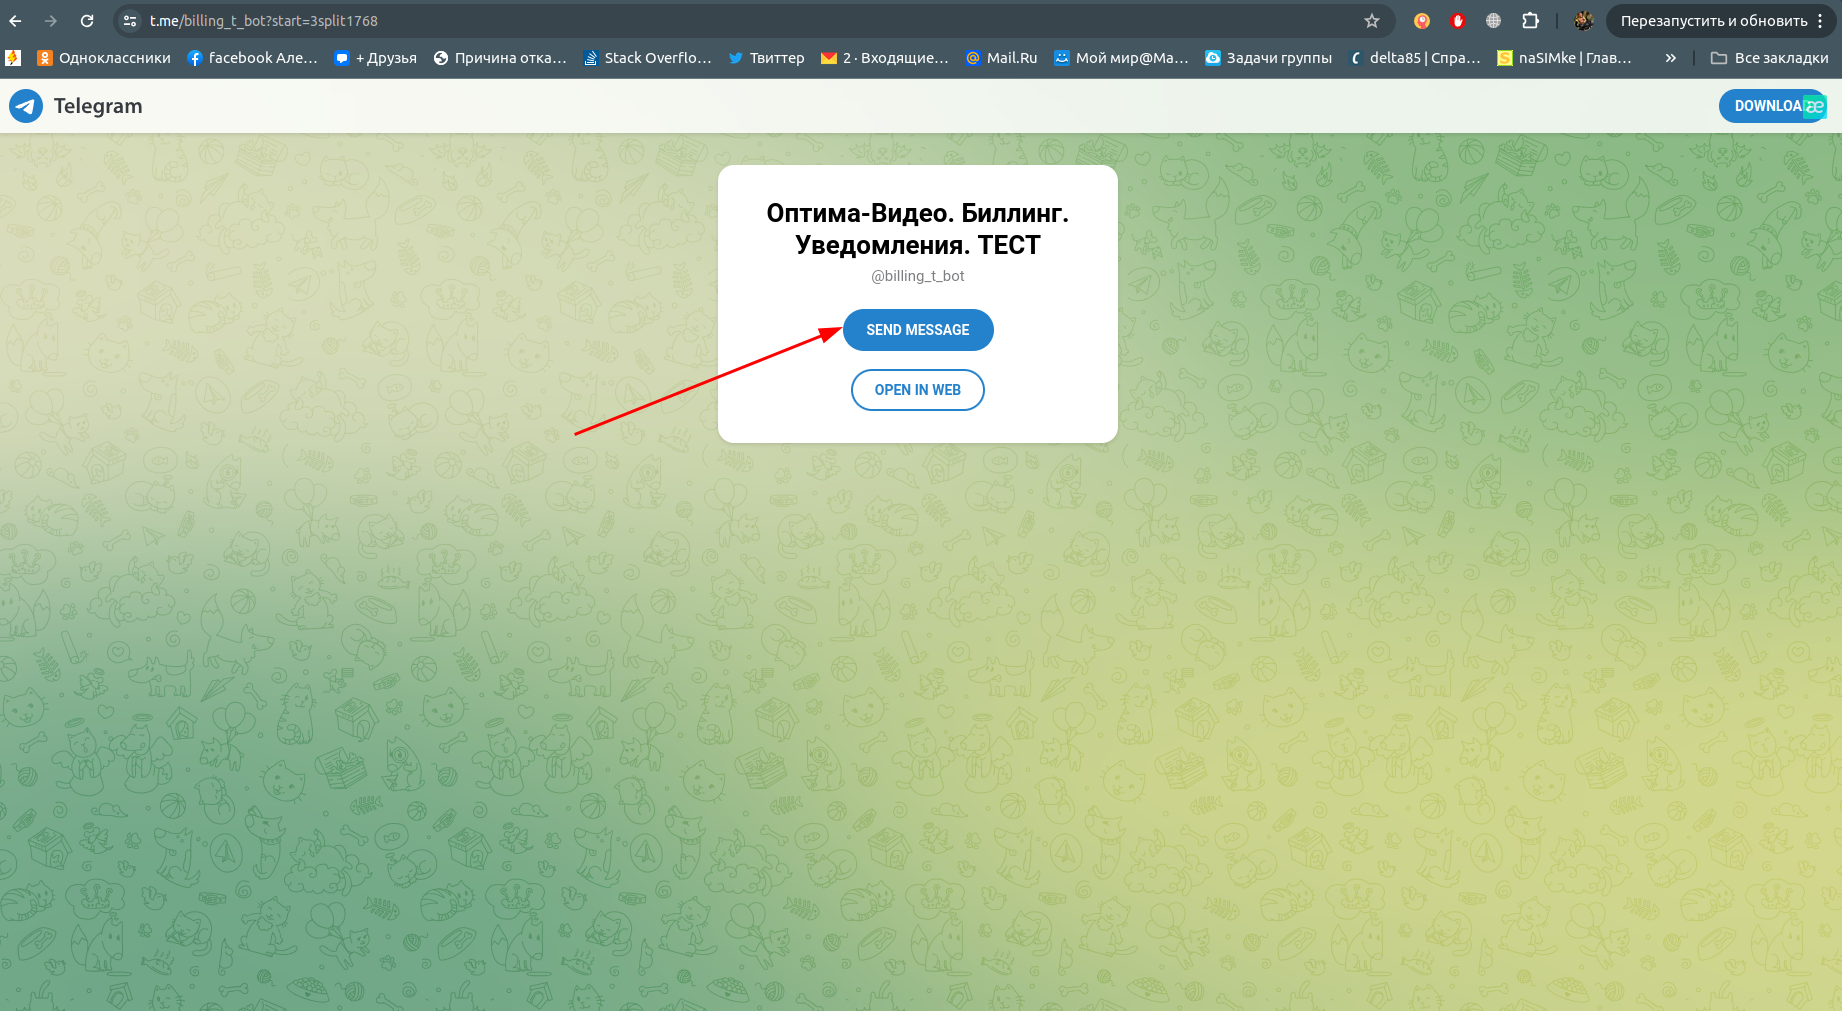 t.me/billing_t_bot?start=3split1768
Перезапустить и обновить
Одноклассники
facebook Але...
+ Друзья
Причина отка...
Stack Overflo...
Твиттер
2 · Входящие...
Mail.Ru
Мой мир@Ma...
Задачи группы
delta85 | Спра...
naSIMke | Глав...
Все закладки
Telegram
DOWNLOA
æ
Оптима-Видео. Биллинг.
Уведомления. ТЕСТ
@billing_t_bot
SEND MESSAGE
OPEN IN WEB